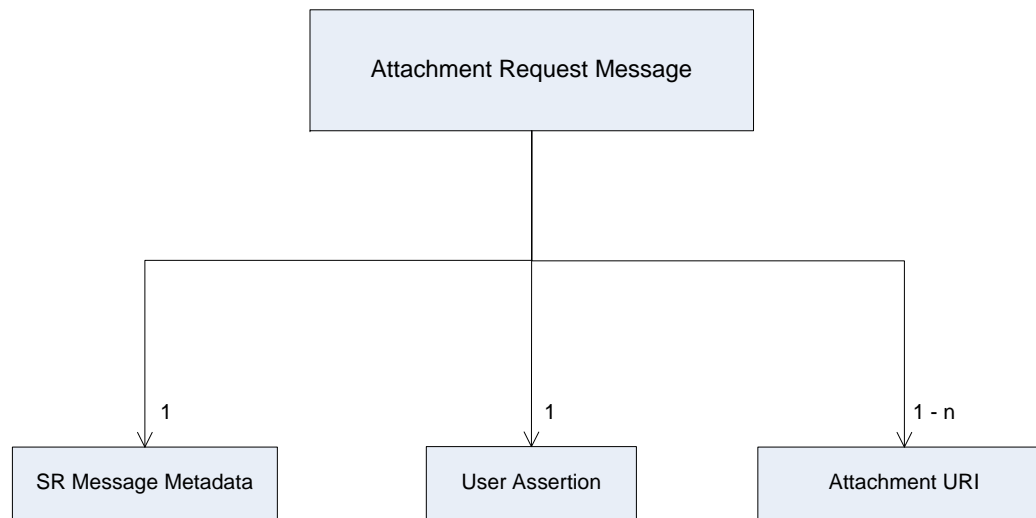 Attachment Request Message
1
1
1 - n
SR Message Metadata
User Assertion
Attachment URI